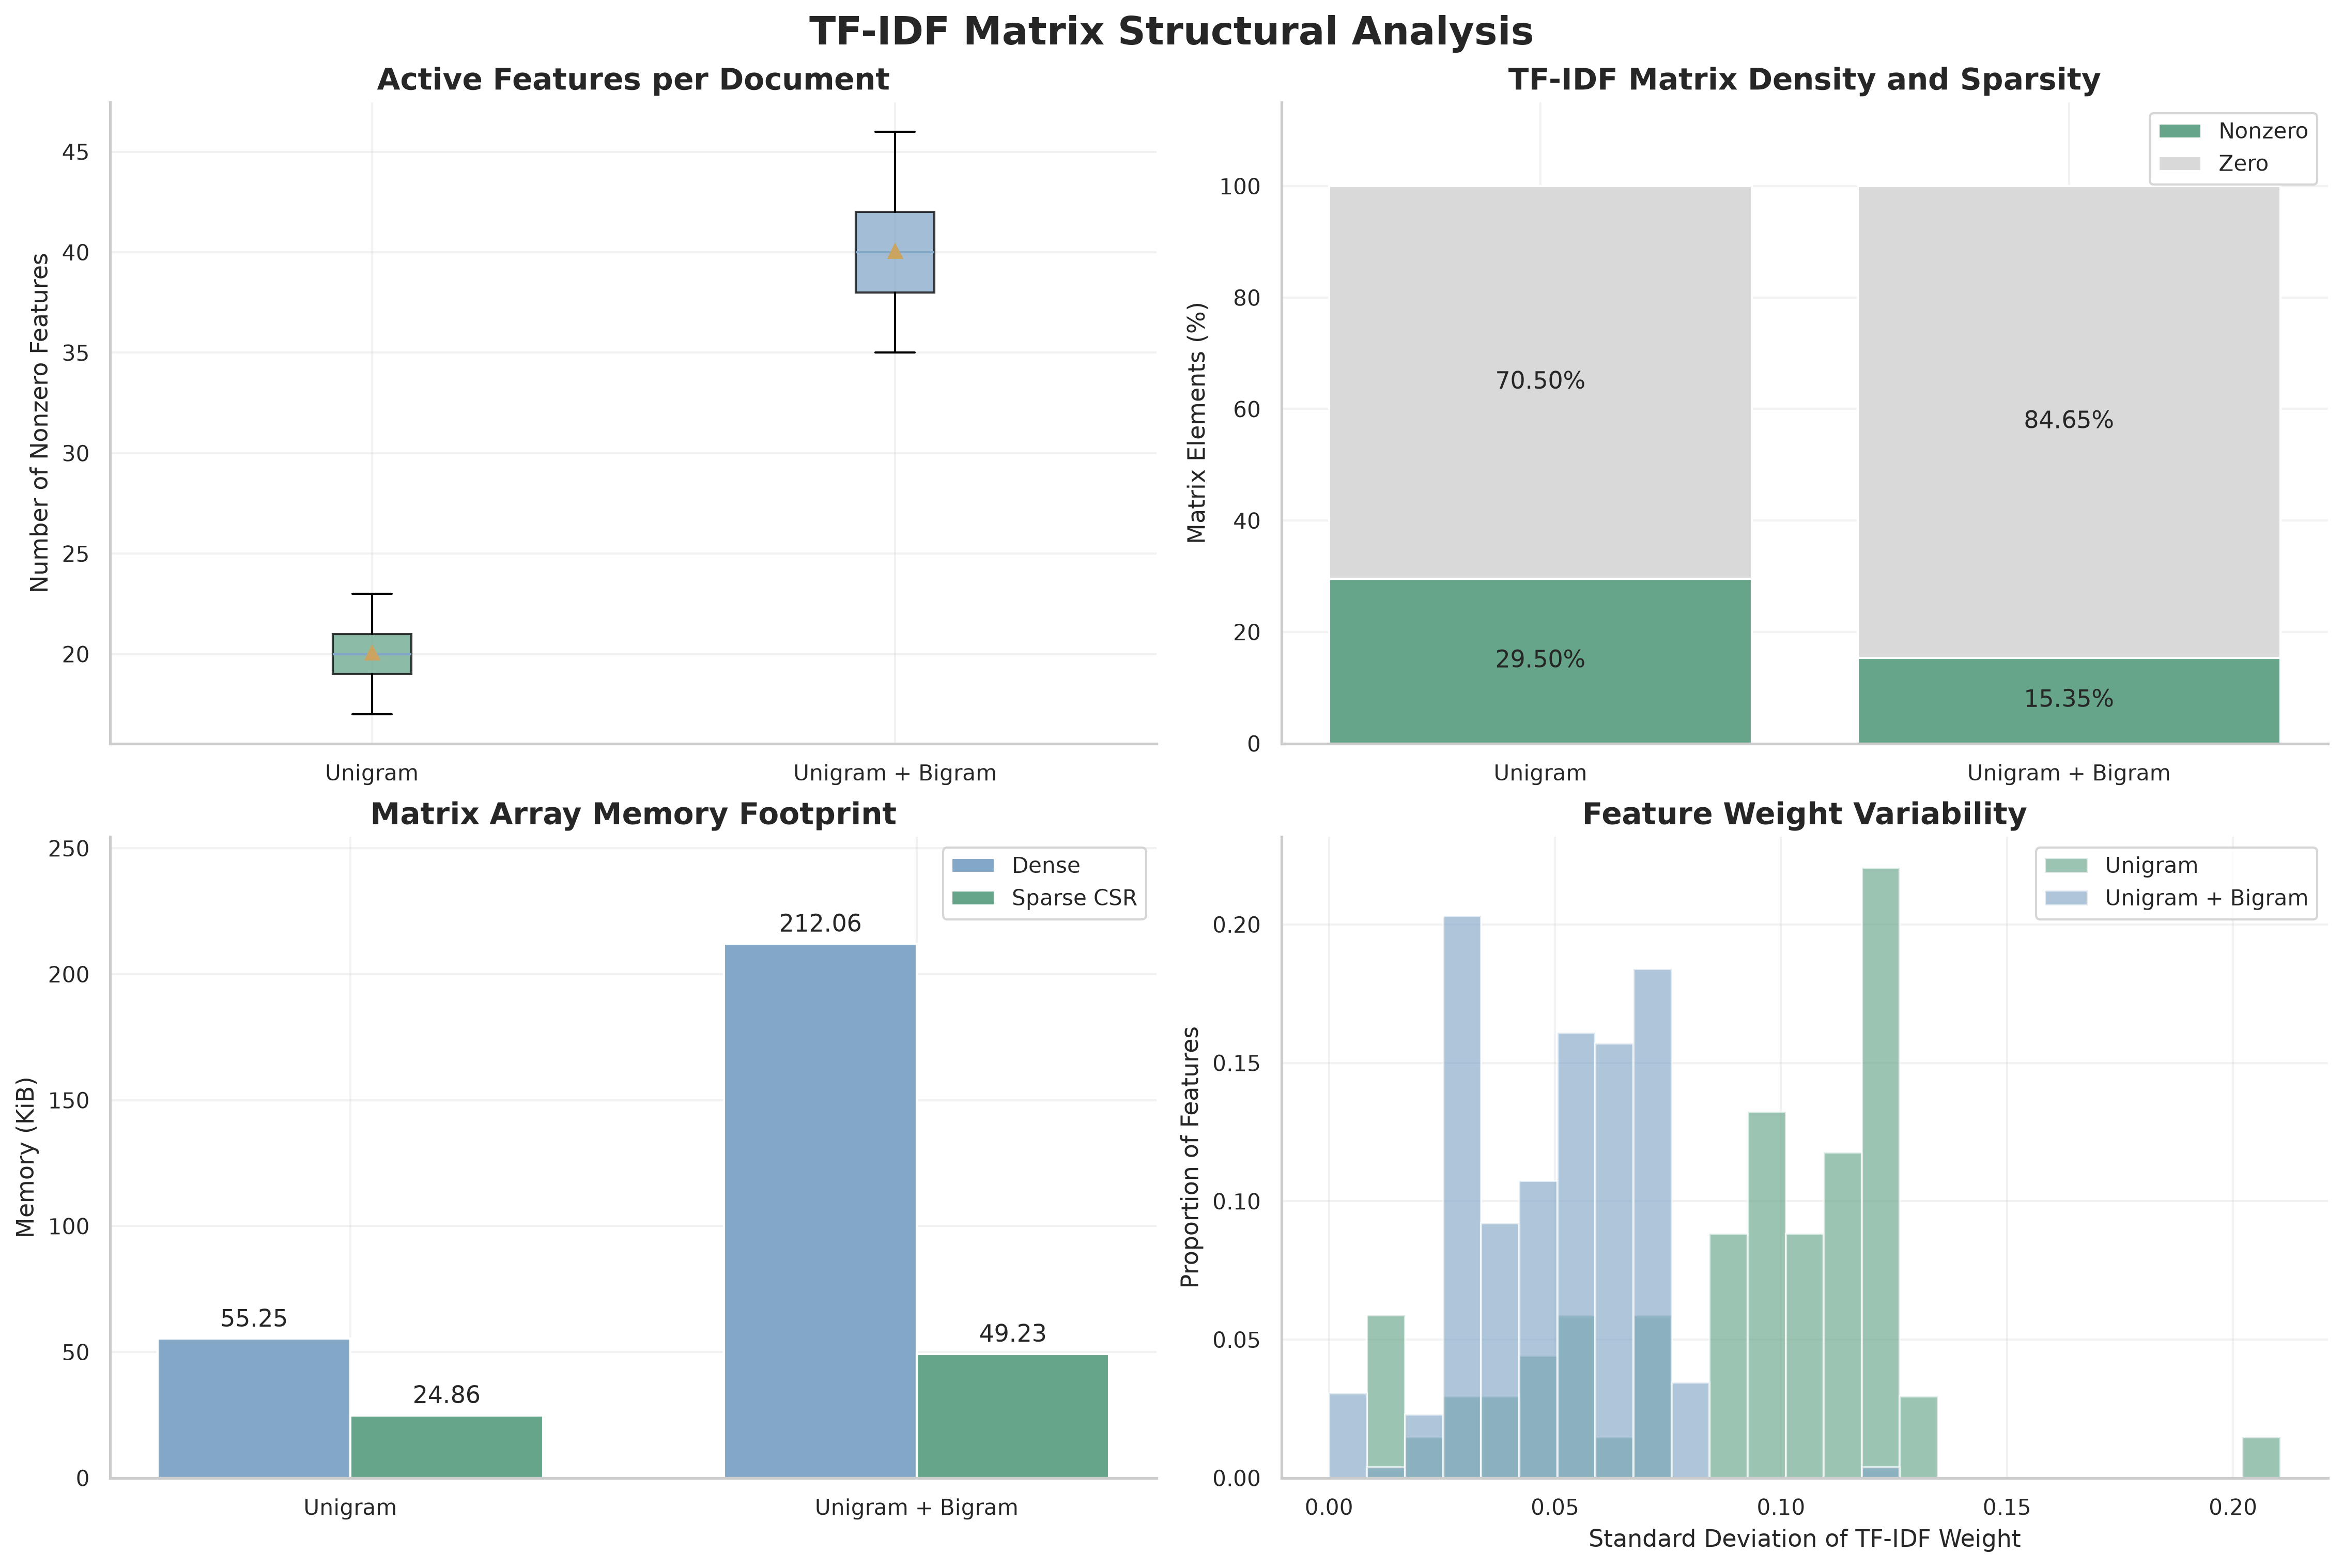 TF-IDF Matrix Structural Analysis
Active Features per Document
Number of Nonzero Features
45
40
35
30
25
20
Unigram
Unigram + Bigram
TF-IDF Matrix Density and Sparsity
Matrix Elements (%)
Nonzero
Zero
100
80
60
40
20
0
70.50%
84.65%
29.50%
15.35%
Unigram
Unigram + Bigram
Matrix Array Memory Footprint
Memory (KiB)
Dense
Sparse CSR
250
200
150
100
50
0
212.06
55.25
49.23
24.86
Unigram
Unigram + Bigram
Feature Weight Variability
Proportion of Features
Unigram
Unigram + Bigram
0.20
0.15
0.10
0.05
0.00
0.00
0.05
0.10
0.15
0.20
Standard Deviation of TF-IDF Weight